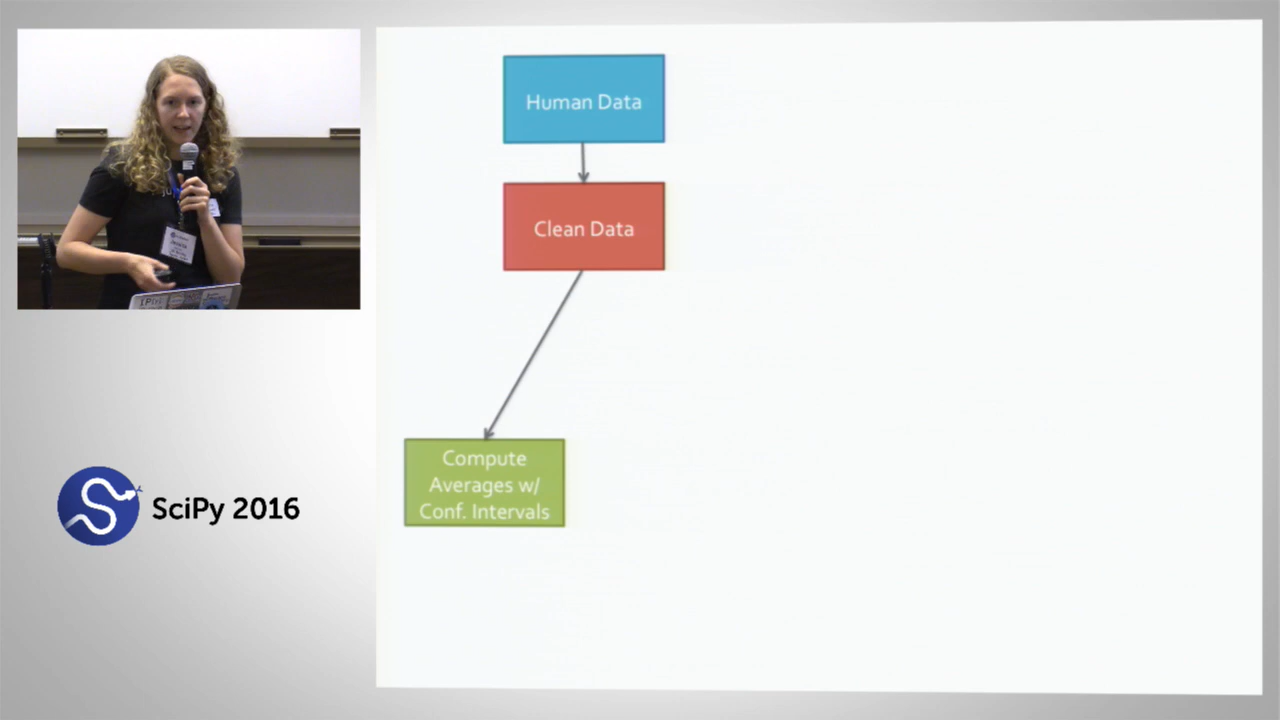 Human Data
Clean Data
Compute
Averages w/
Conf. Intervals
SciPy 2016